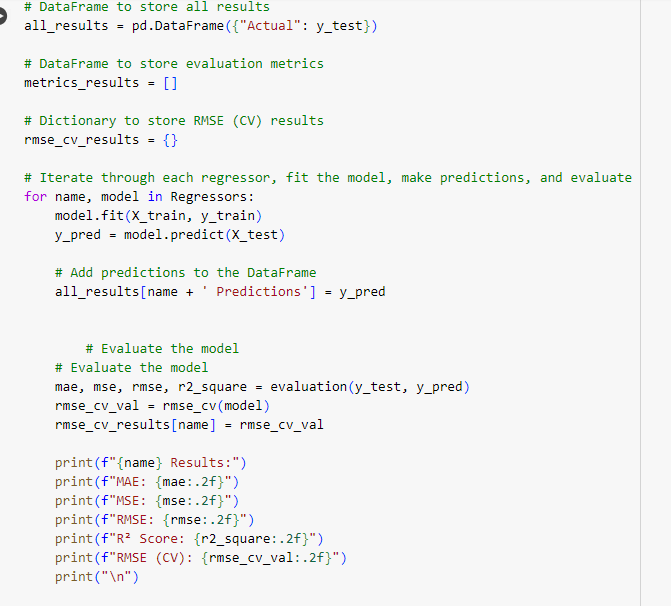 # DataFrame to store all results
all_results = pd.DataFrame({"Actual": y_test})
# DataFrame to store evaluation metrics
metrics_results = []
# Dictionary to store RMSE (CV) results
rmse_cv_results = {}
# Iterate through each regressor, fit the model, make predictions, and evaluate
for name, model in Regressors:
    model.fit(X_train, y_train)
    y_pred = model.predict(X_test)
    # Add predictions to the DataFrame
    all_results[name + ' Predictions'] = y_pred
        # Evaluate the model
    # Evaluate the model
    mae, mse, rmse, r2_square = evaluation(y_test, y_pred)
    rmse_cv_val = rmse_cv(model)
    rmse_cv_results[name] = rmse_cv_val
    print(f"{name} Results:")
    print(f"MAE: {mae:.2f}")
    print(f"MSE: {mse:.2f}")
    print(f"RMSE: {rmse:.2f}")
    print(f"R² Score: {r2_square:.2f}")
    print(f"RMSE (CV): {rmse_cv_val:.2f}")
    print("\n")